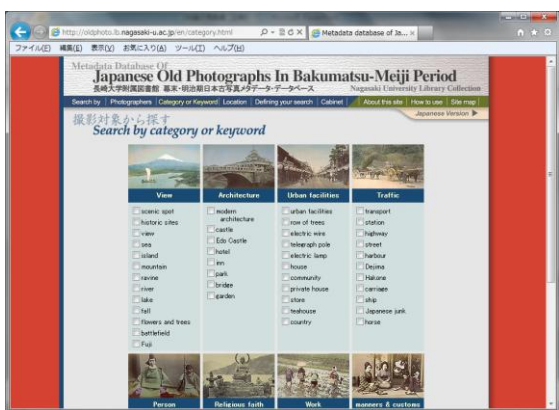 http://oldphoto.lb.nagasaki-u.ac.jp/en/category.html
Metadata database of Ja...
ファイル(F) 編集(E) 表示(V) お気に入り(A) ツール(T) ヘルプ(H)
Metadata Database Of
Japanese Old Photographs In Bakumatsu-Meiji Period
長崎大学附属図書館 幕末・明治期日本古写真メタデータ・データベース
Nagasaki University Library Collection
Search by Photographers Category or Keyword Location Defining your search Cabinet About this site How to use Site map
Japanese Version
撮影対象から探す
Search by category or keyword
View
scenic spot
historic sites
view
sea
island
mountain
ravine
river
lake
fall
flowers and trees
battlefield
Fuji
Architecture
modern
architecture
castle
Edo Castle
hotel
inn
park
bridge
garden
Urban facilities
urban facilities
row of trees
electric wire
telegraph pole
electric lamp
house
community
private house
store
teahouse
country
Traffic
transport
station
highway
street
harbour
Dejima
Hakone
carriage
ship
Japanese junk
horse
Person
Religious faith
Work
manners & customs